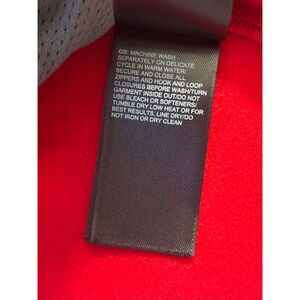 GB: MACHINE WASH
SEPARATELY ON DELICATE
CYCLE IN WARM WATER/
SECURE AND CLOSE ALL
ZIPPERS AND HOOK AND LOOP
CLOSURES BEFORE WASH/TURN
GARMENT INSIDE OUT/DO NOT
USE BLEACH OR SOFTENERS/
TUMBLE DRY LOW HEAT OR FOR
BEST RESULTS, LINE DRY/DO
NOT IRON OR DRY CLEAN